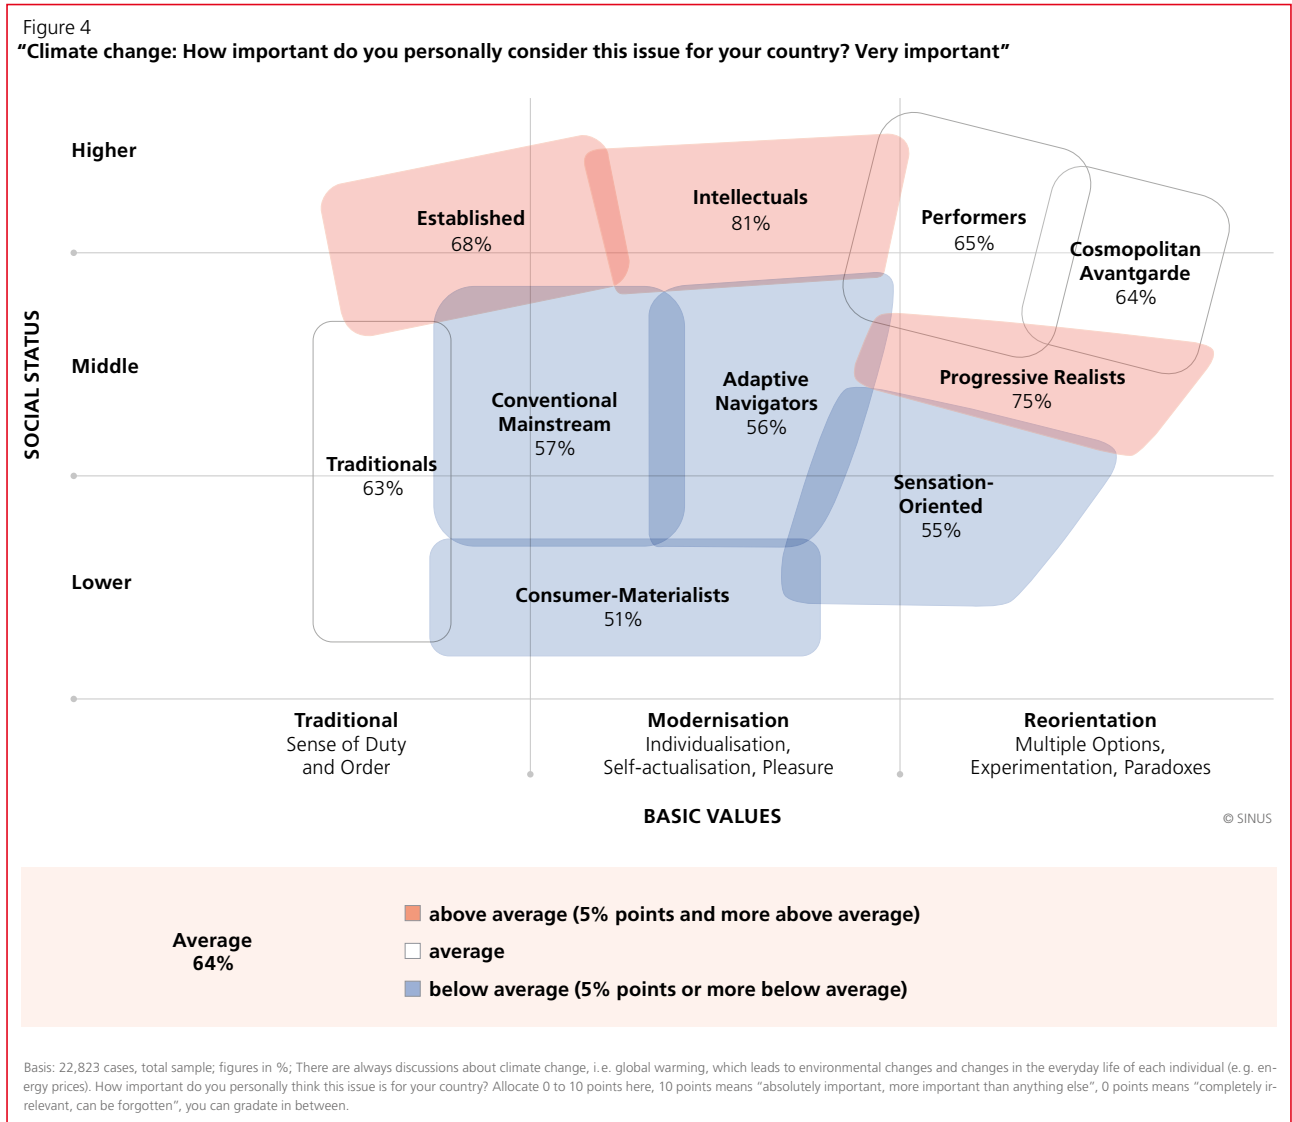 Figure 4
“Climate change: How important do you personally consider this issue for your country? Very important”
SOCIAL STATUS
Higher
Middle
Lower
Established
68%
Intellectuals
81%
Performers
65%
Cosmopolitan
Avantgarde
64%
Progressive Realists
75%
Conventional
Mainstream
57%
Adaptive
Navigators
56%
Traditionals
63%
Sensation-
Oriented
55%
Consumer-Materialists
51%
Traditional
Sense of Duty
and Order
Modernisation
Individualisation,
Self-actualisation, Pleasure
Reorientation
Multiple Options,
Experimentation, Paradoxes
BASIC VALUES
© SINUS
Average
64%
above average (5% points and more above average)
average
below average (5% points or more below average)
Basis: 22,823 cases, total sample; figures in %; There are always discussions about climate change, i.e. global warming, which leads to environmental changes and changes in the everyday life of each individual (e.g. en-
ergy prices). How important do you personally think this issue is for your country? Allocate 0 to 10 points here, 10 points means “absolutely important, more important than anything else”, 0 points means “completely ir-
relevant, can be forgotten”, you can gradate in between.